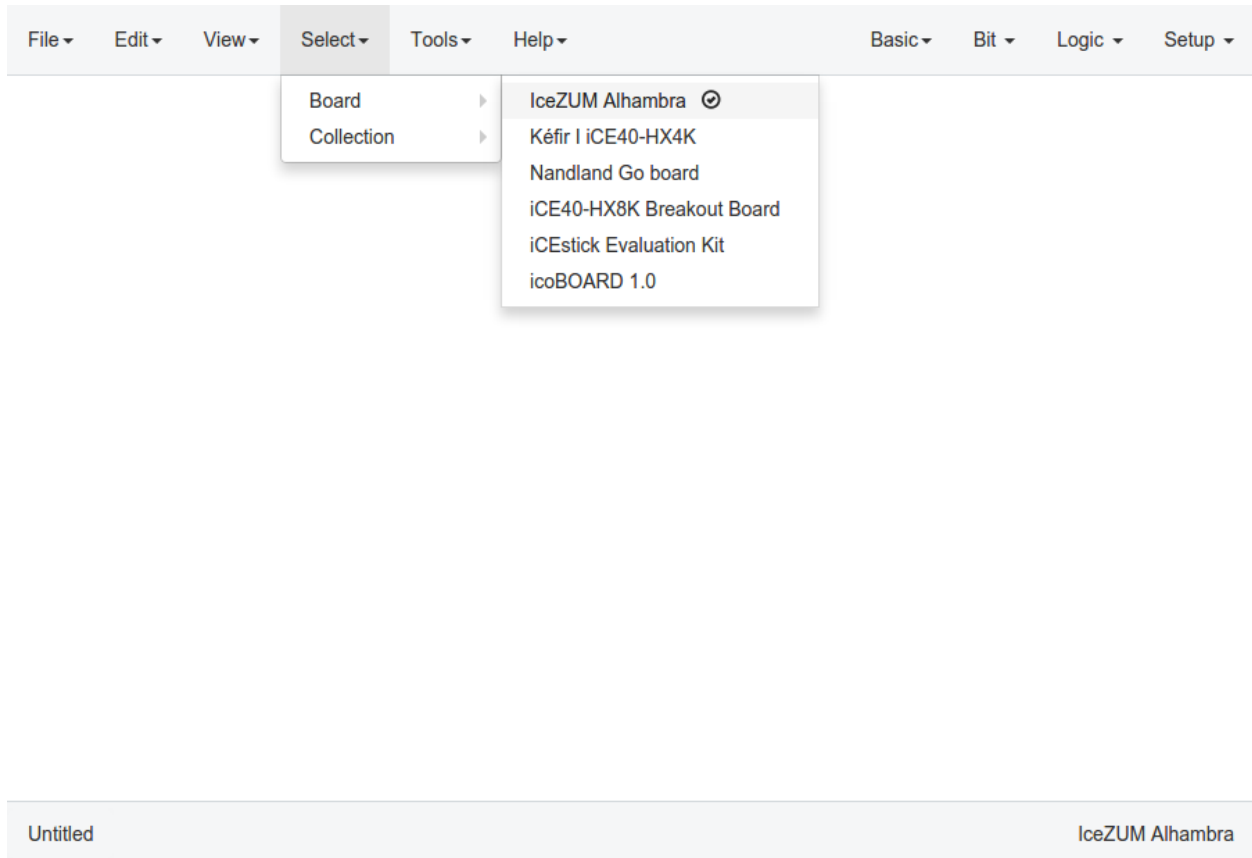 File Edit View Select Tools Help Basic Bit Logic Setup
Board
Collection
IceZUM Alhambra
Kéfir I iCE40-HX4K
Nandland Go board
iCE40-HX8K Breakout Board
iCEstick Evaluation Kit
icoBOARD 1.0
Untitled IceZUM Alhambra